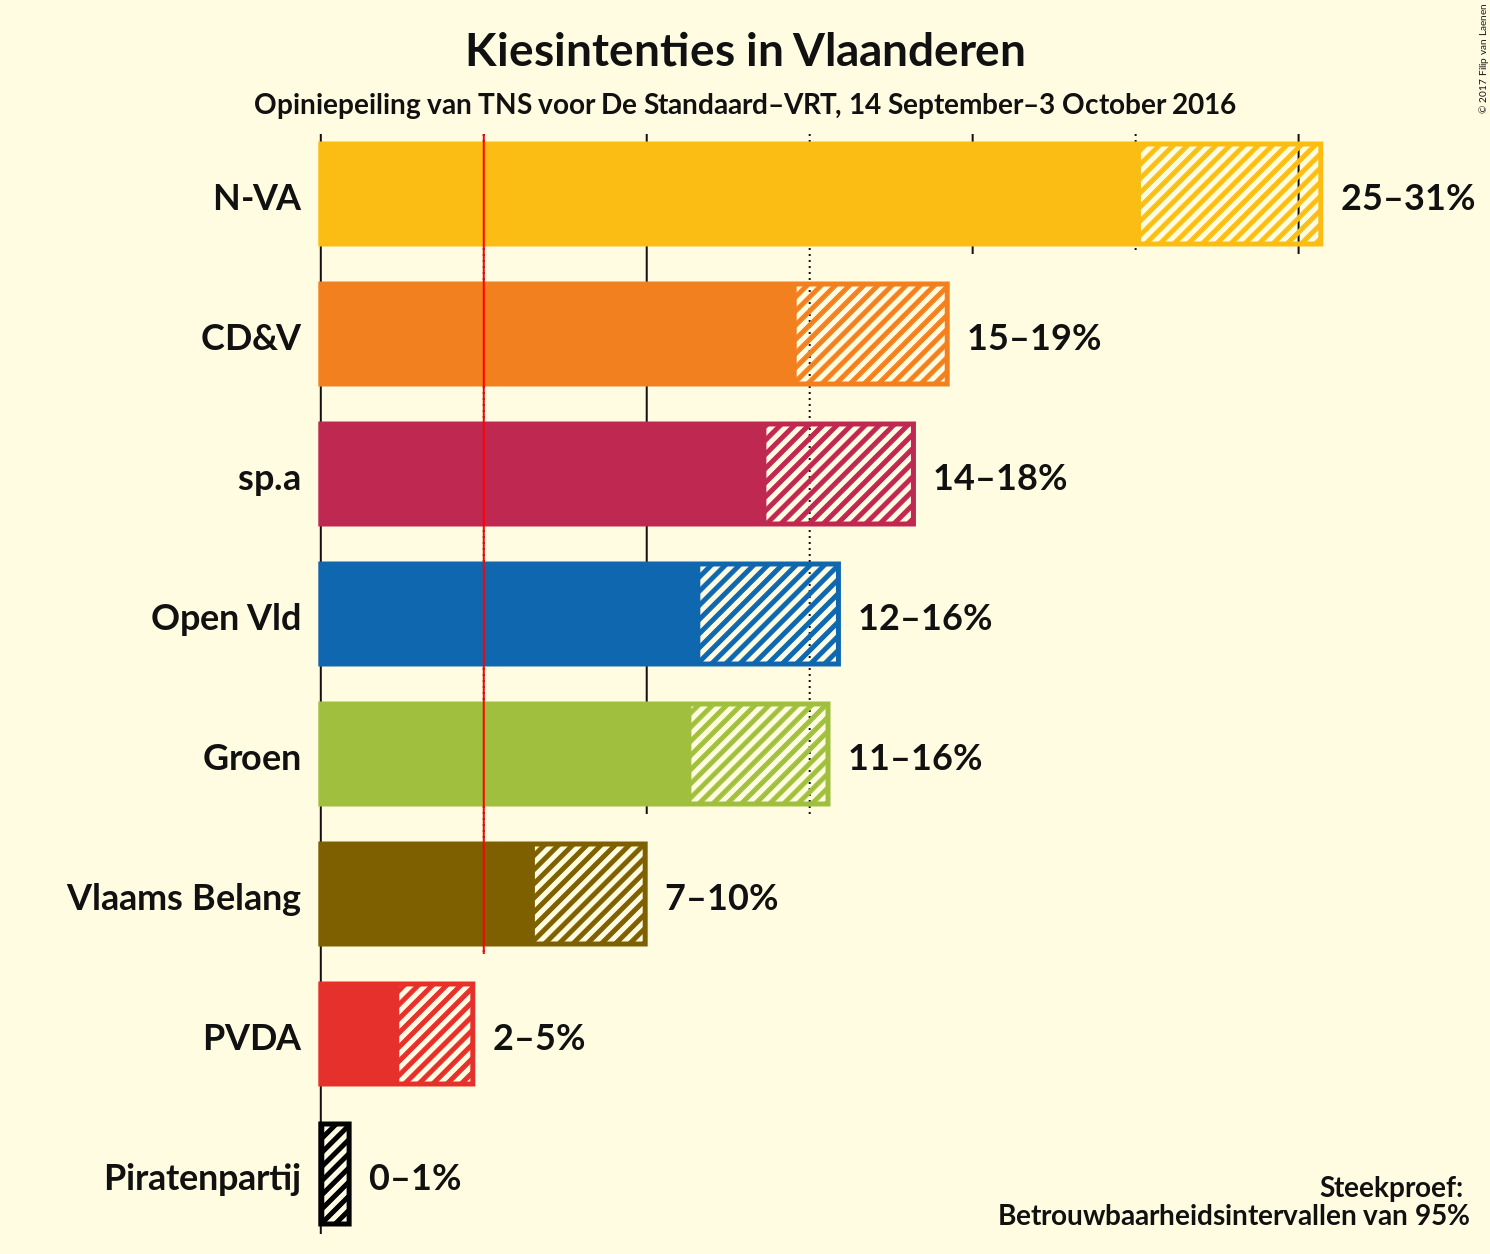 Kiesintenties in Vlaanderen
Opiniepeiling van TNS voor De Standaard–VRT, 14 September–3 October 2016
© 2017 Filip van Laenen
N-VA 25–31%
CD&V 15–19%
sp.a 14–18%
Open Vld 12–16%
Groen 11–16%
Vlaams Belang 7–10%
PVDA 2–5%
Piratenpartij 0–1%
Steekproef:
Betrouwbaarheidsintervallen van 95%